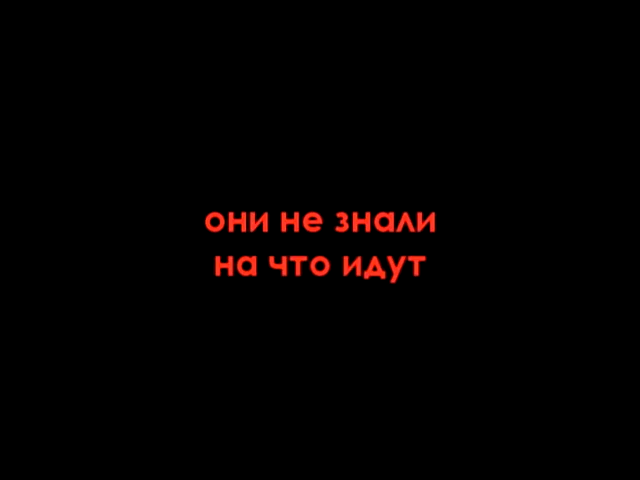 они не знали
на что идут